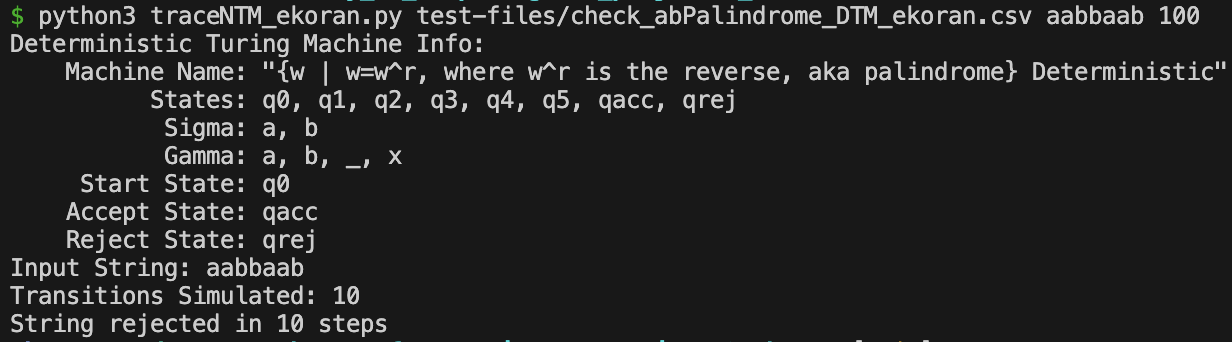 $ python3 traceNTM_ekoran.py test-files/check_abPalindrome_DTM_ekoran.csv aabbaab 100
Deterministic Turing Machine Info:
    Machine Name: "{w | w=w^r, where w^r is the reverse, aka palindrome} Deterministic"
          States: q0, q1, q2, q3, q4, q5, qacc, qrej
           Sigma: a, b
           Gamma: a, b, _, x
     Start State: q0
    Accept State: qacc
    Reject State: qrej
Input String: aabbaab
Transitions Simulated: 10
String rejected in 10 steps